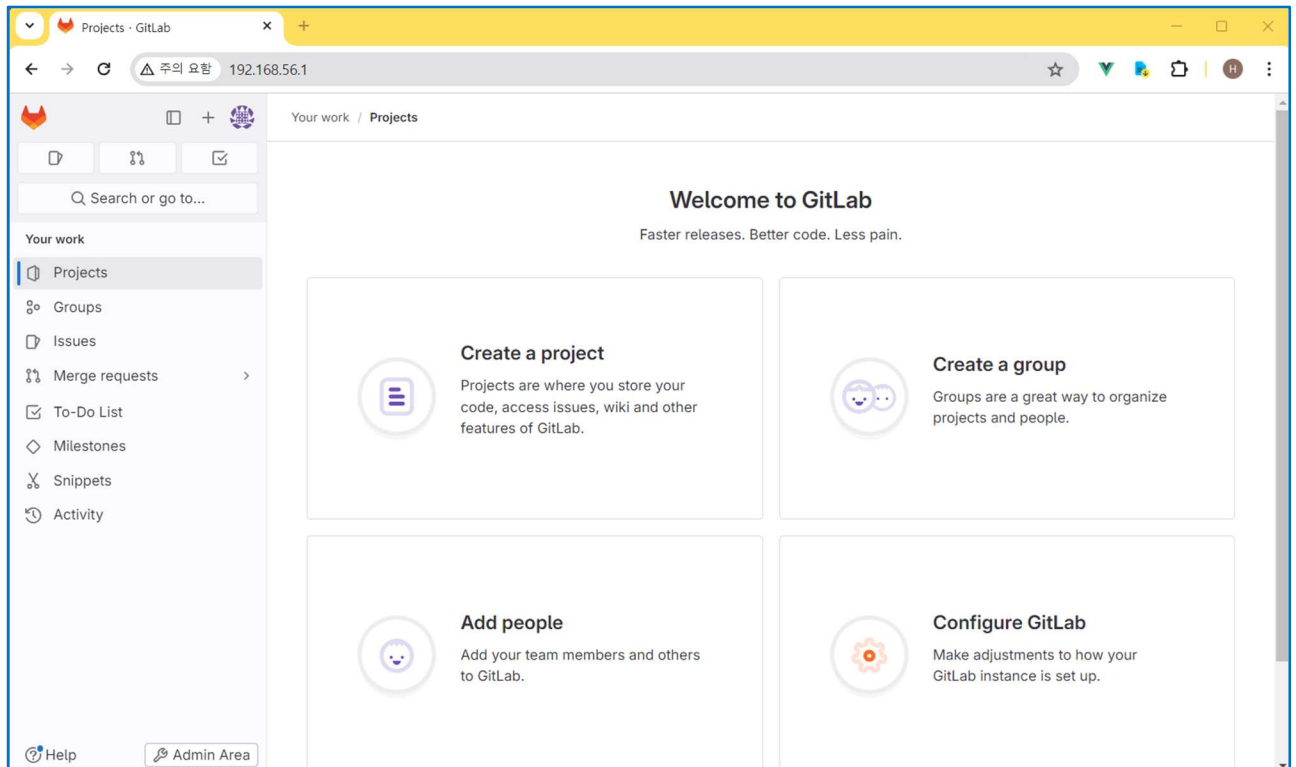 Projects · GitLab
주의 요함 192.168.56.1
H
Your work / Projects
Search or go to...
Your work
Projects
Groups
Issues
Merge requests
To-Do List
Milestones
Snippets
Activity
Help
Admin Area
Welcome to GitLab
Faster releases. Better code. Less pain.
Create a project
Projects are where you store your
code, access issues, wiki and other
features of GitLab.
Create a group
Groups are a great way to organize
projects and people.
Add people
Add your team members and others
to GitLab.
Configure GitLab
Make adjustments to how your
GitLab instance is set up.